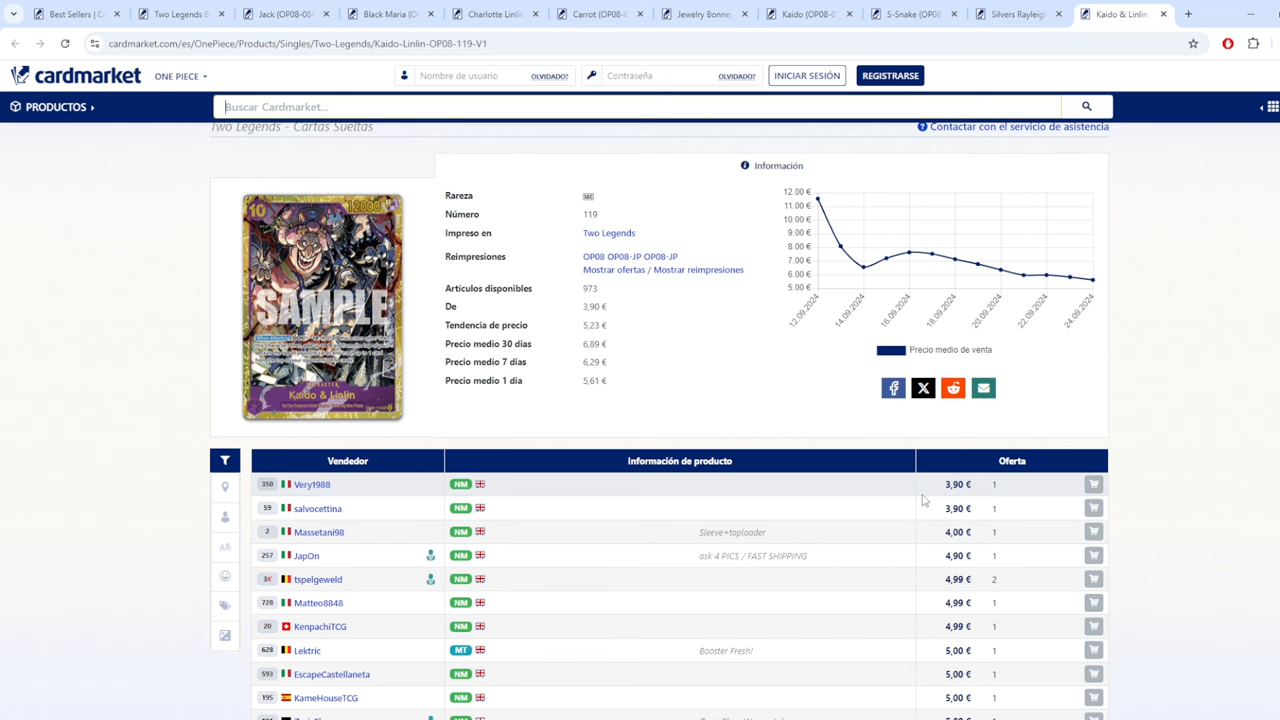 Best Sellers | C
Two Legends B
Jack (OP08-08
Black Maria (O
Charlotte Linlin
Carrot (OP08-0
Jewelry Bonney
Kaido (OP08-0
S-Snake (OP08
Silvers Rayleigh
Kaido & Linlin
cardmarket.com/es/OnePiece/Products/Singles/Two-Legends/Kaido-Linlin-OP08-119-V1
cardmarket
ONE PIECE
Nombre de usuario
OLVIDADO?
Contraseña
OLVIDADO?
INICIAR SESIÓN
REGISTRARSE
PRODUCTOS
Buscar Cardmarket...
Two Legends - Cartas Sueltas
Contactar con el servicio de asistencia
Información
10
12000
SAMPLE
When Attacking
CHARACTER
Kaido & Linlin
Rareza SEC
Número 119
Impreso en Two Legends
Reimpresiones OP08 OP08-JP OP08-JP
Mostrar ofertas / Mostrar reimpresiones
Artículos disponibles 973
De 3,90 €
Tendencia de precio 5,23 €
Precio medio 30 días 6,89 €
Precio medio 7 días 6,29 €
Precio medio 1 día 5,61 €
12.00 €
11.00 €
10.00 €
9.00 €
8.00 €
7.00 €
6.00 €
5.00 €
12.09.2024
14.09.2024
16.09.2024
18.09.2024
20.09.2024
22.09.2024
24.09.2024
Precio medio de venta
Vendedor Información de producto Oferta
350 Very1988 NM 3,90 € 1
59 salvocettina NM 3,90 € 1
2 Massetani98 NM Sleeve+toploader 4,00 € 1
257 JapOn NM ask 4 PICS / FAST SHIPPING 4,90 € 1
3K tspelgeweld NM 4,99 € 2
728 Matteo8848 NM 4,99 € 1
20 KenpachiTCG NM 4,99 € 1
628 Lektric MT Booster Fresh! 5,00 € 1
593 EscapeCastellaneta NM 5,00 € 1
195 KameHouseTCG NM 5,00 € 1